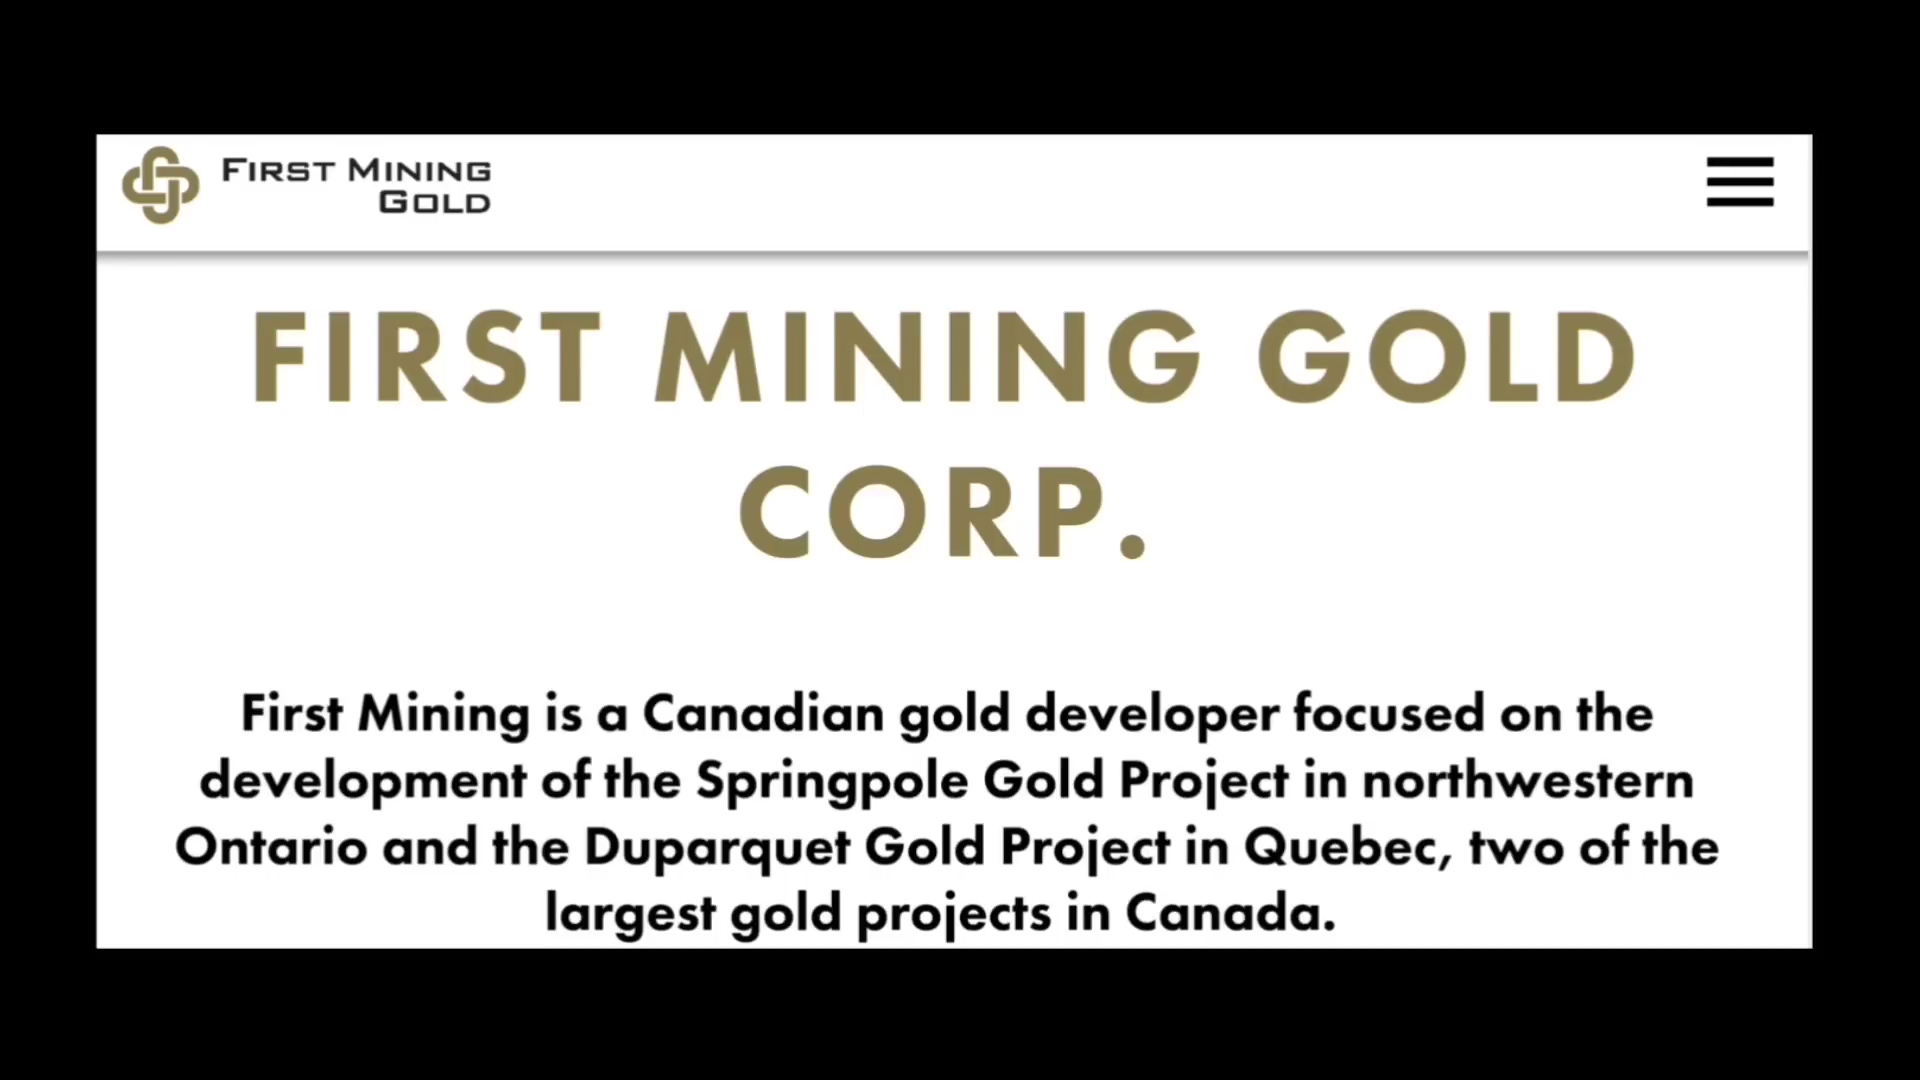 FIRST MINING
GOLD
FIRST MINING GOLD
CORP.
First Mining is a Canadian gold developer focused on the
development of the Springpole Gold Project in northwestern
Ontario and the Duparquet Gold Project in Quebec, two of the
largest gold projects in Canada.